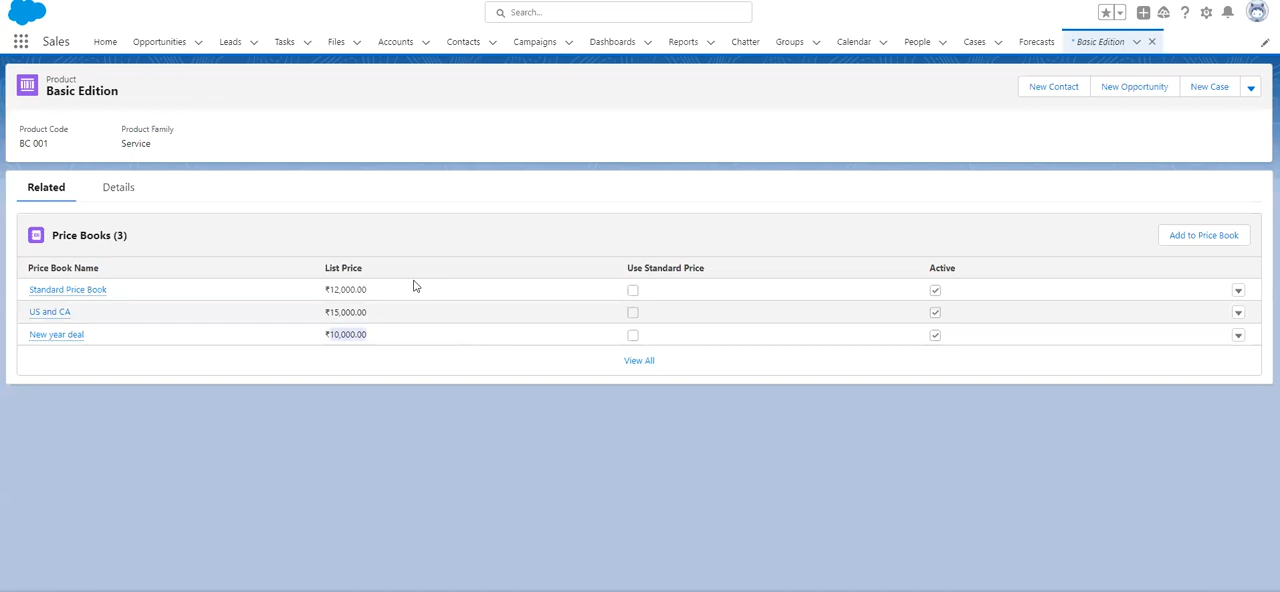 Search...
Sales Home Opportunities Leads Tasks Files Accounts Contacts Campaigns Dashboards Reports Chatter Groups Calendar People Cases Forecasts * Basic Edition
Product
Basic Edition
New Contact New Opportunity New Case
Product Code Product Family
BC 001 Service
Related Details
Price Books (3) Add to Price Book
Price Book Name List Price Use Standard Price Active
Standard Price Book ₹12,000.00
US and CA ₹15,000.00
New year deal ₹10,000.00
View All